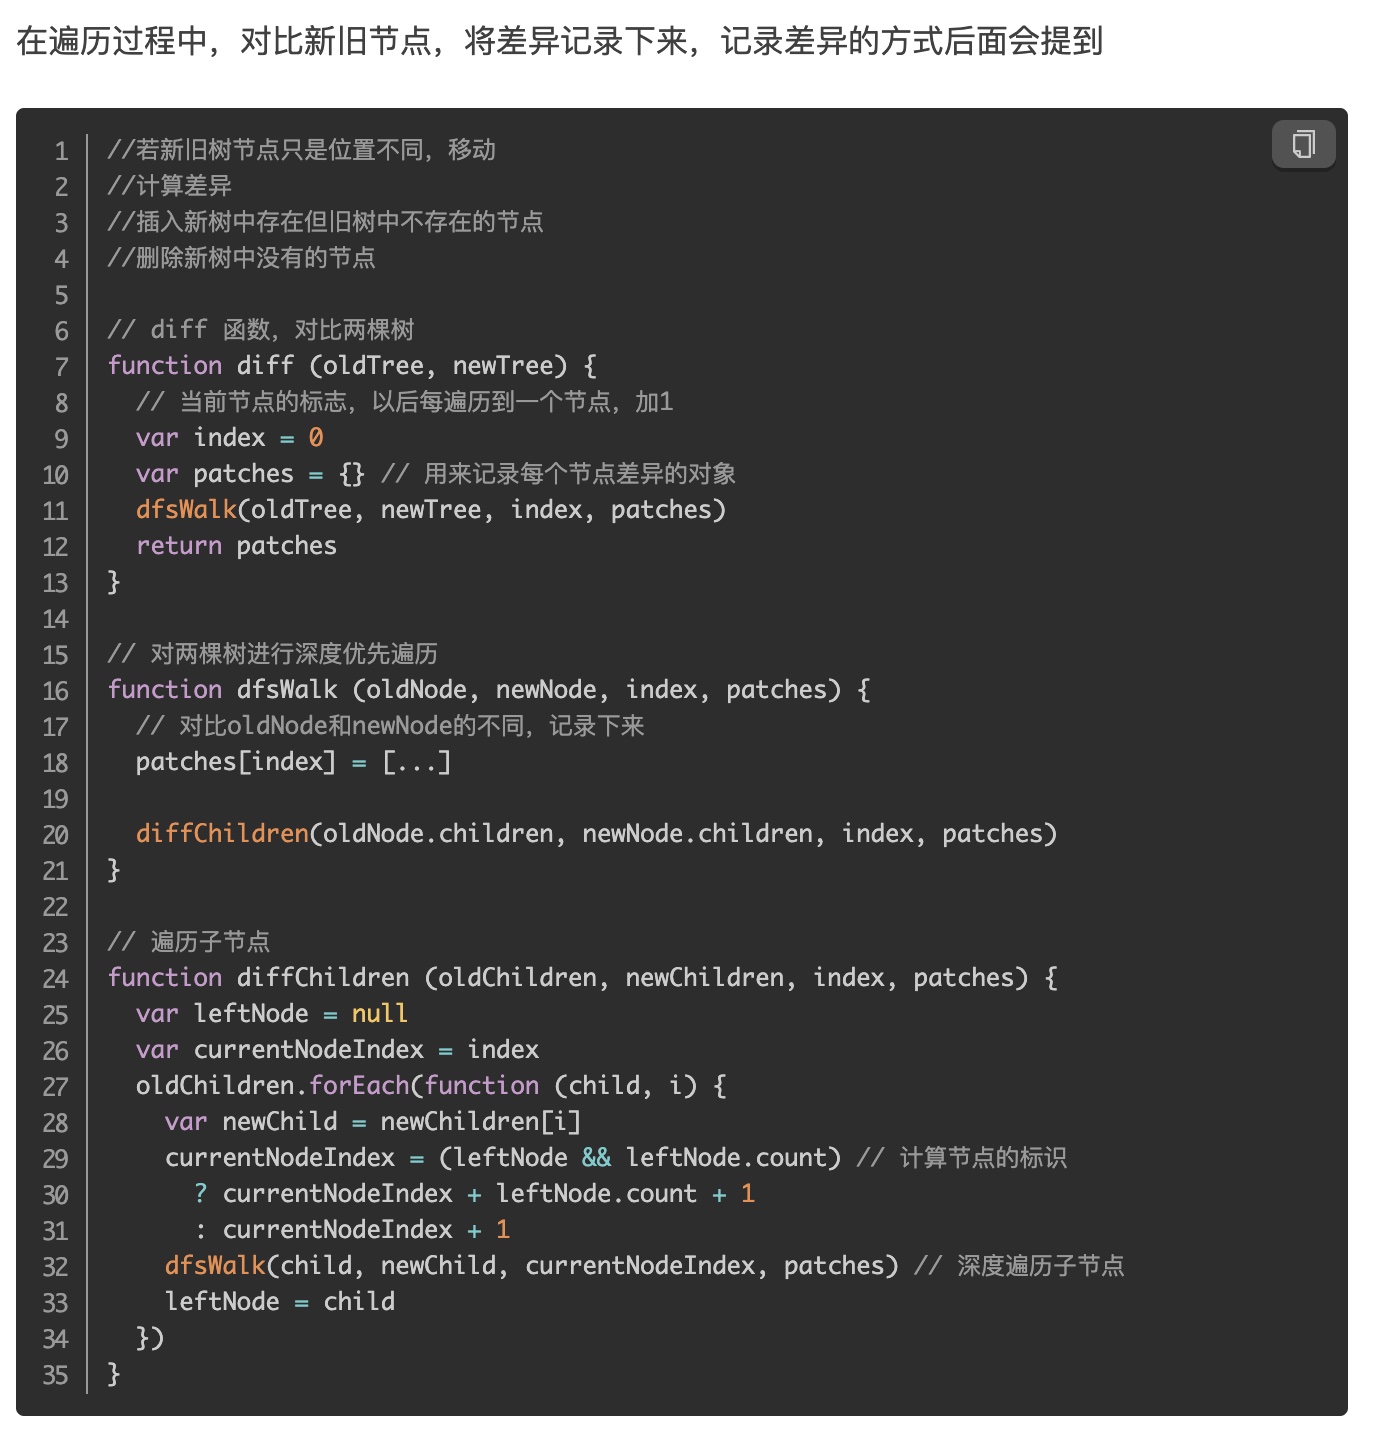 在遍历过程中，对比新旧节点，将差异记录下来，记录差异的方式后面会提到
1 //若新旧树节点只是位置不同，移动
2 //计算差异
3 //插入新树中存在但旧树中不存在的节点
4 //删除新树中没有的节点
5
6 // diff 函数，对比两棵树
7 function diff (oldTree, newTree) {
8   // 当前节点的标志，以后每遍历到一个节点，加1
9   var index = 0
10   var patches = {} // 用来记录每个节点差异的对象
11   dfsWalk(oldTree, newTree, index, patches)
12   return patches
13 }
14
15 // 对两棵树进行深度优先遍历
16 function dfsWalk (oldNode, newNode, index, patches) {
17   // 对比oldNode和newNode的不同，记录下来
18   patches[index] = [...]
19
20   diffChildren(oldNode.children, newNode.children, index, patches)
21 }
22
23 // 遍历子节点
24 function diffChildren (oldChildren, newChildren, index, patches) {
25   var leftNode = null
26   var currentNodeIndex = index
27   oldChildren.forEach(function (child, i) {
28     var newChild = newChildren[i]
29     currentNodeIndex = (leftNode && leftNode.count) // 计算节点的标识
30       ? currentNodeIndex + leftNode.count + 1
31       : currentNodeIndex + 1
32     dfsWalk(child, newChild, currentNodeIndex, patches) // 深度遍历子节点
33     leftNode = child
34   })
35 }